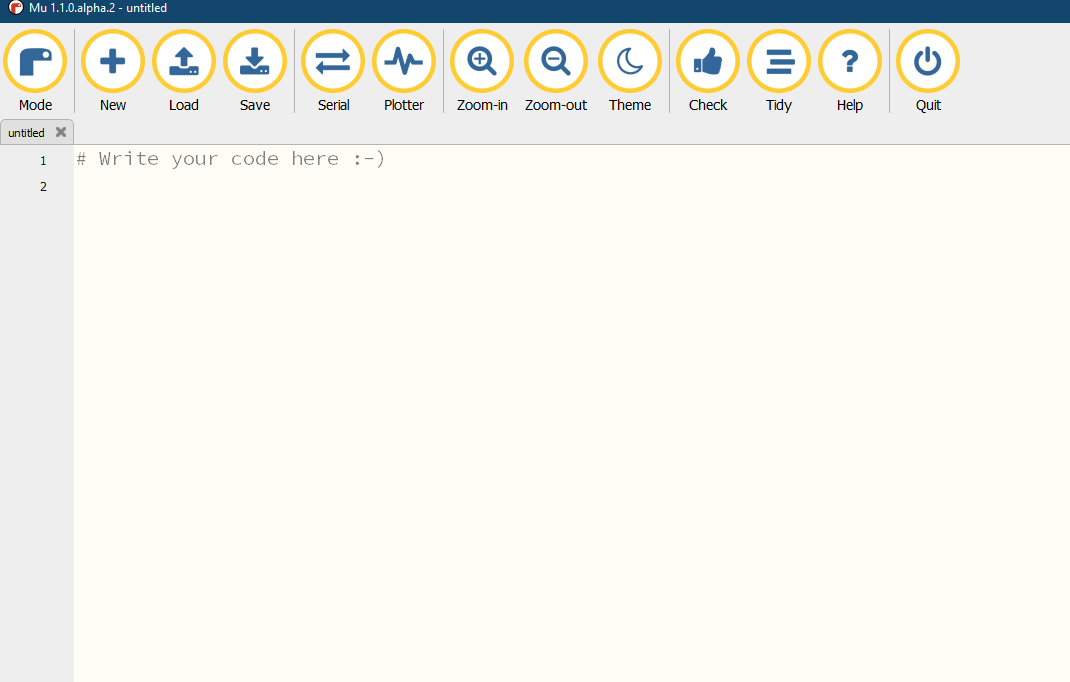 Mu 1.1.0.alpha.2 - untitled
Mode New Load Save Serial Plotter Zoom-in Zoom-out Theme Check Tidy Help Quit
untitled
1 # Write your code here :-)
2